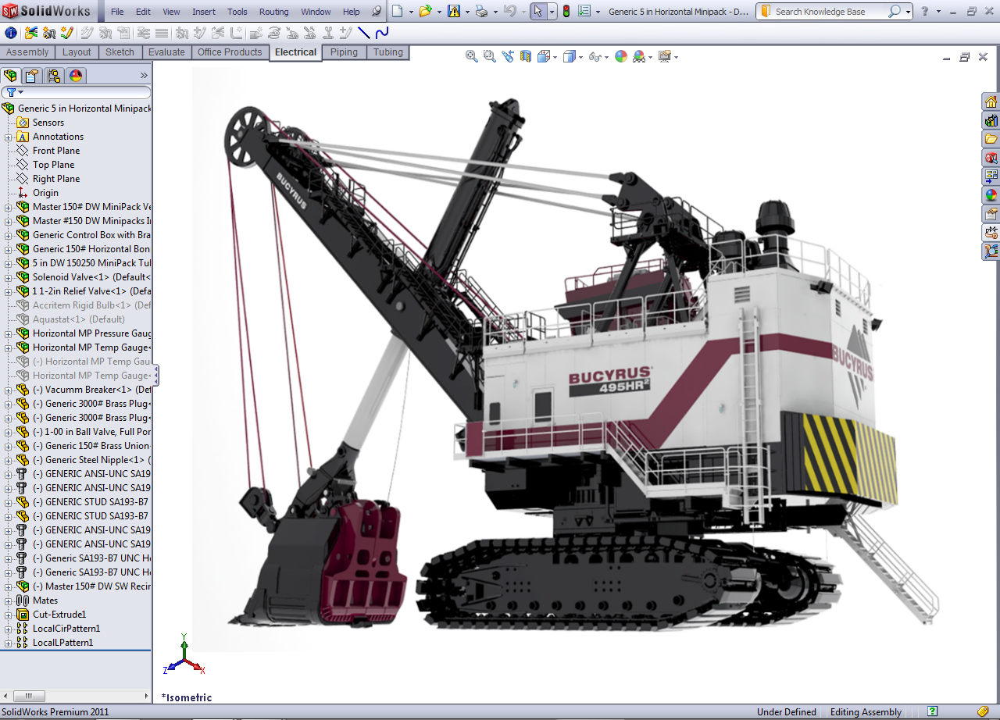 SolidWorks
File Edit View Insert Tools Routing Window Help
Generic 5 in Horizontal Minipack - D...
Search Knowledge Base
Assembly Layout Sketch Evaluate Office Products Electrical Piping Tubing
Generic 5 in Horizontal Minipack
Sensors
Annotations
Front Plane
Top Plane
Right Plane
Origin
Master 150# DW MiniPack Ve
Master #150 DW Minipacks In
Generic Control Box with Bra
Generic 150# Horizontal Bon
5 in DW 150250 MiniPack Tul
Solenoid Valve<1> (Default<
1 1-2in Relief Valve<1> (Defa
Accritem Rigid Bulb<1> (Def
Aquastat<1> (Default)
Horizontal MP Pressure Gaug
Horizontal MP Temp Gauge<
(-) Horizontal MP Temp Gau
Horizontal MP Temp Gauge<
(-) Vacumm Breaker<1> (Def
(-) Generic 3000# Brass Plug<
(-) Generic 3000# Brass Plug<
(-) 1-00 in Ball Valve, Full Por
(-) Generic 150# Brass Union
(-) Generic Steel Nipple<1> (
(-) GENERIC ANSI-UNC SA19
(-) GENERIC ANSI-UNC SA19
(-) GENERIC STUD SA193-B7
(-) GENERIC STUD SA193-B7
(-) GENERIC ANSI-UNC SA19
(-) GENERIC ANSI-UNC SA19
(-) Generic SA193-B7 UNC He
(-) Generic SA193-B7 UNC He
(-) Master 150# DW SW Recir
Mates
Cut-Extrude1
LocalCirPattern1
LocalLPattern1
BUCYRUS
BUCYRUS
495HR²
BUCYRUS
Y
Z
X
*Isometric
SolidWorks Premium 2011
Under Defined
Editing Assembly